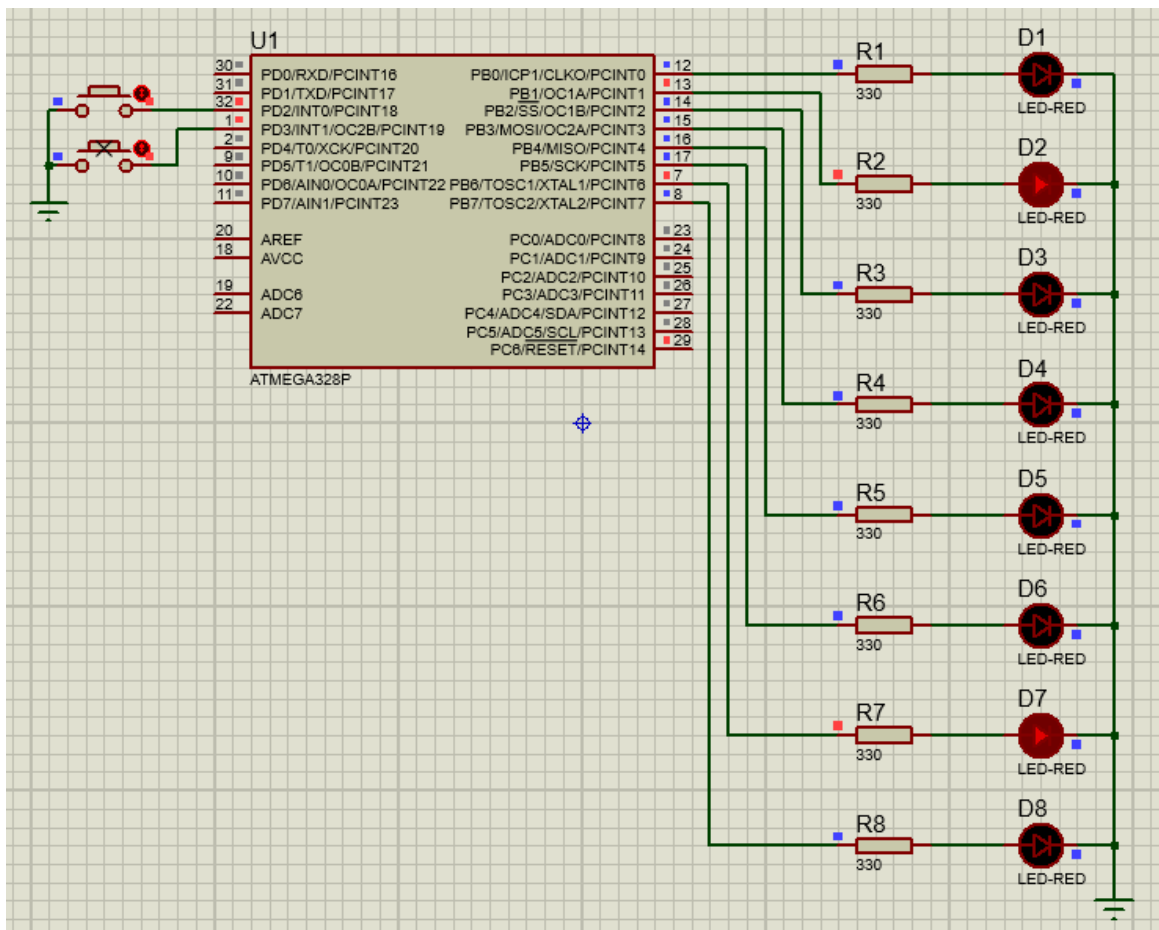 U1
30 PD0/RXD/PCINT16
31 PD1/TXD/PCINT17
32 PD2/INT0/PCINT18
1 PD3/INT1/OC2B/PCINT19
2 PD4/T0/XCK/PCINT20
9 PD5/T1/OC0B/PCINT21
10 PD6/AIN0/OC0A/PCINT22
11 PD7/AIN1/PCINT23
20 AREF
18 AVCC
19 ADC6
22 ADC7
PB0/ICP1/CLKO/PCINT0 12
PB1/OC1A/PCINT1 13
PB2/SS/OC1B/PCINT2 14
PB3/MOSI/OC2A/PCINT3 15
PB4/MISO/PCINT4 16
PB5/SCK/PCINT5 17
PB6/TOSC1/XTAL1/PCINT6 7
PB7/TOSC2/XTAL2/PCINT7 8
PC0/ADC0/PCINT8 23
PC1/ADC1/PCINT9 24
PC2/ADC2/PCINT10 25
PC3/ADC3/PCINT11 26
PC4/ADC4/SDA/PCINT12 27
PC5/ADC5/SCL/PCINT13 28
PC6/RESET/PCINT14 29
ATMEGA328P
R1
330
D1
LED-RED
R2
330
D2
LED-RED
R3
330
D3
LED-RED
R4
330
D4
LED-RED
R5
330
D5
LED-RED
R6
330
D6
LED-RED
R7
330
D7
LED-RED
R8
330
D8
LED-RED